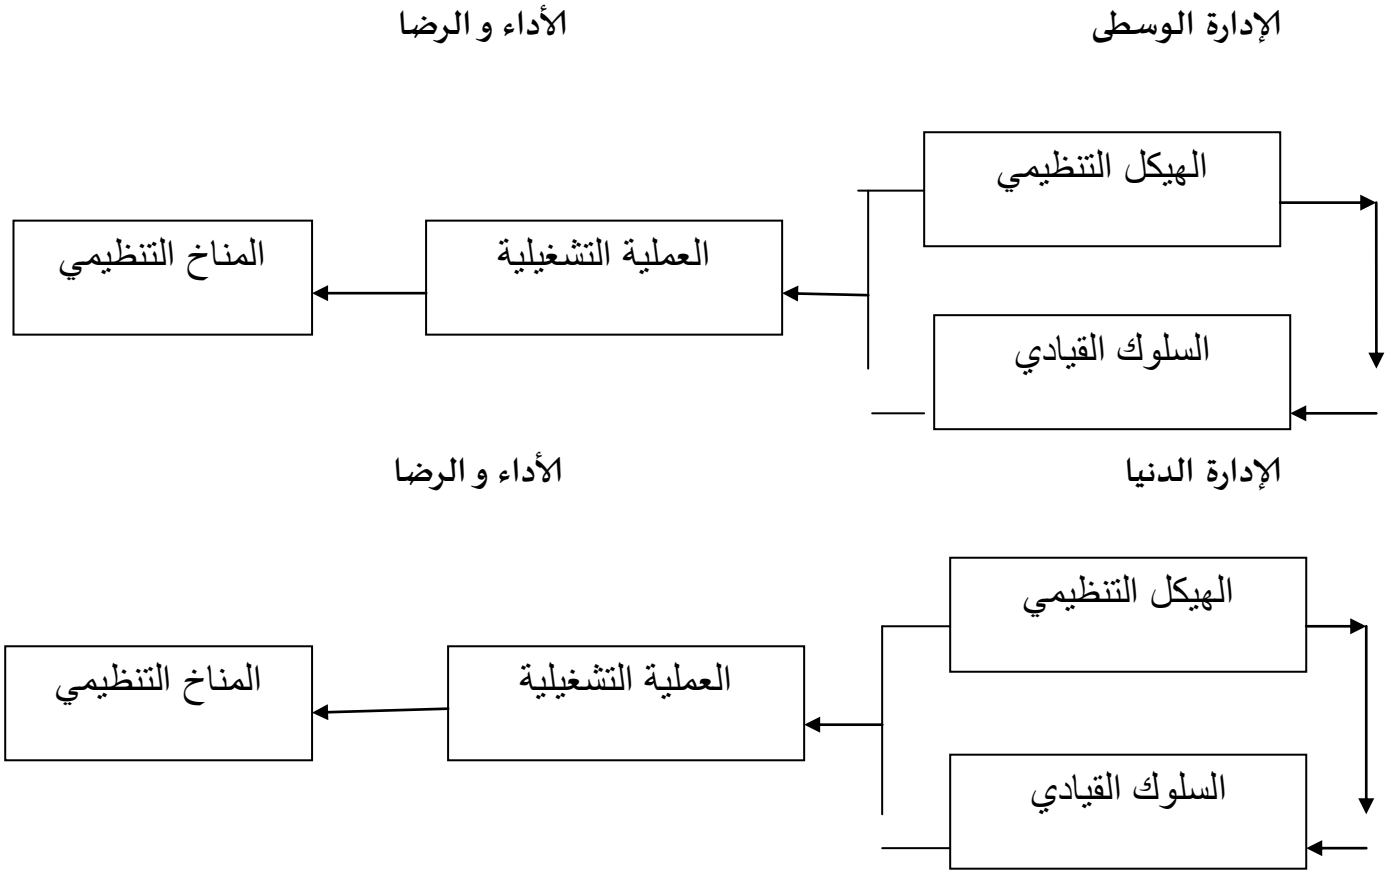 الإدارة الوسطى
الأداء و الرضا
الهيكل التنظيمي
العملية التشغيلية
المناخ التنظيمي
السلوك القيادي
الإدارة الدنيا
الأداء و الرضا
الهيكل التنظيمي
العملية التشغيلية
المناخ التنظيمي
السلوك القيادي